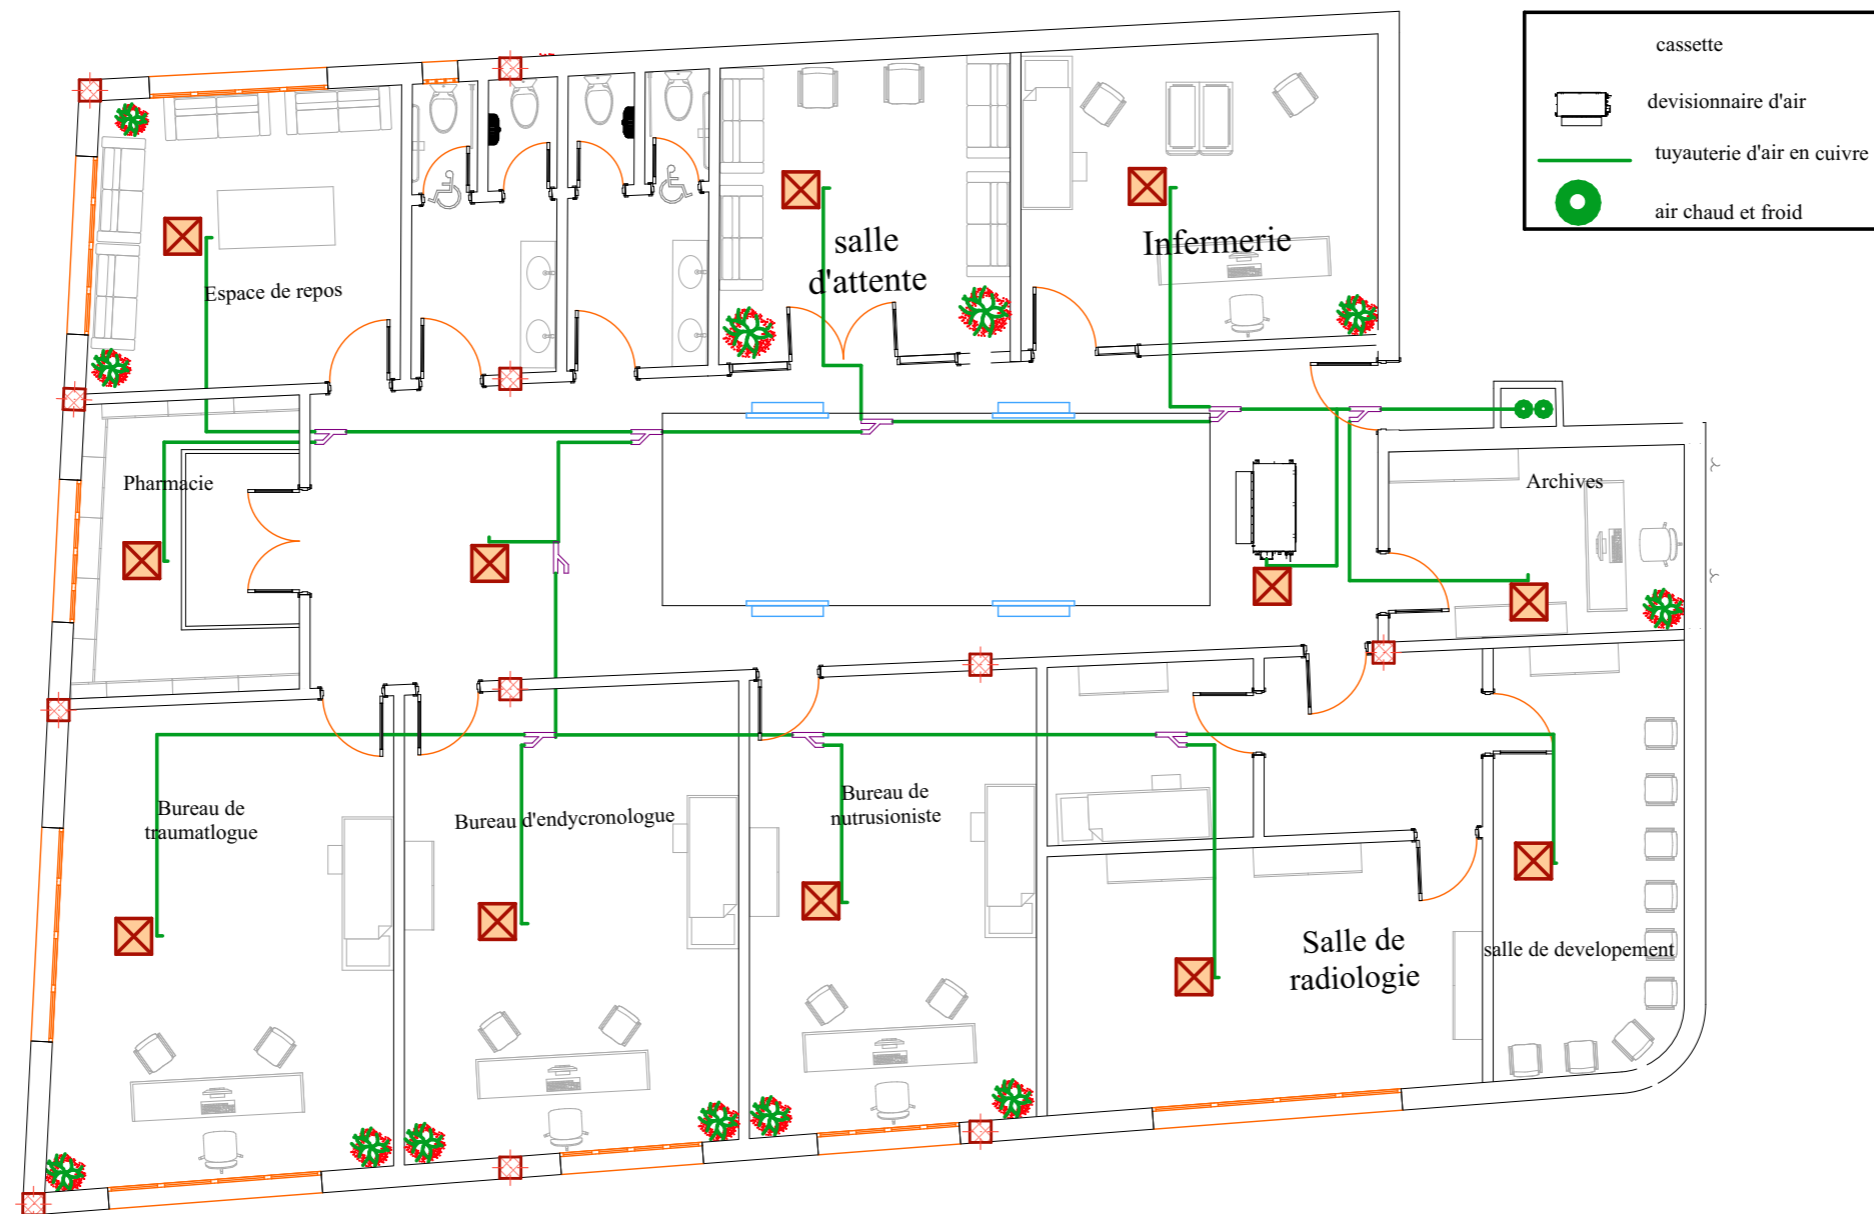 cassette
devisionnaire d'air
tuyauterie d'air en cuivre
air chaud et froid
salle
d'attente
Infermerie
Espace de repos
Pharmacie
Archives
Bureau de
traumatlogue
Bureau d'endycronologue
Bureau de
nutrusioniste
Salle de
radiologie
salle de developement